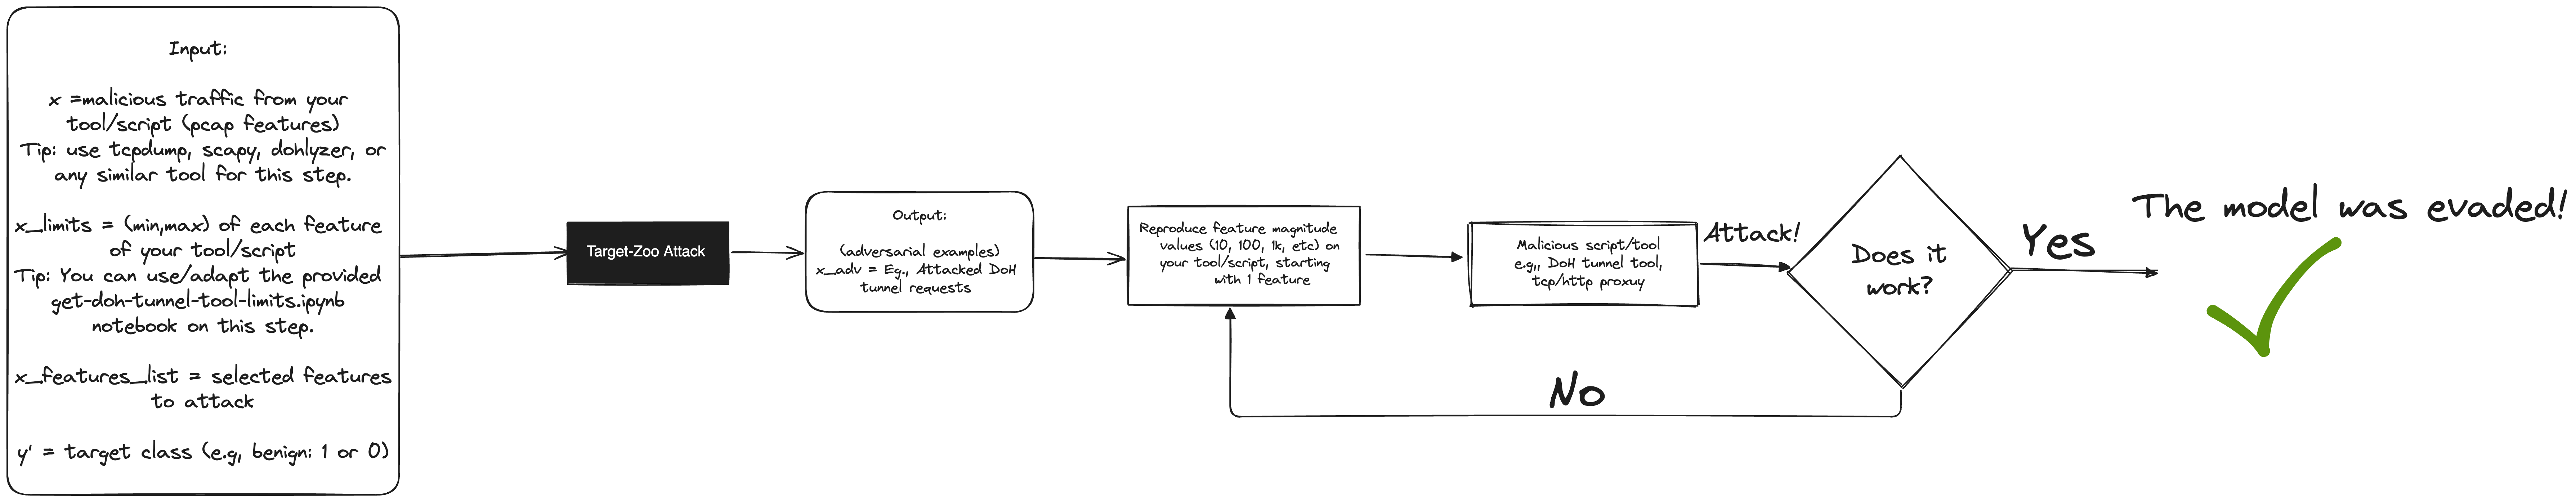 Input:
x =malicious traffic from your
tool/script (pcap features)
Tip: use tcpdump, scapy, dohlyzer, or
any similar tool for this step.
x_limits = (min,max) of each feature
of your tool/script
Tip: You can use/adapt the provided
get-doh-tunnel-tool-limits.ipynb
notebook on this step.
x_features_list = selected features
to attack
y' = target class (e.g, benign: 1 or 0)
Target-Zoo Attack
Output:
(adversarial examples)
x_adv = Eg., Attacked DoH
tunnel requests
Reproduce feature magnitude
values (10, 100, 1k, etc) on
your tool/script, starting
with 1 feature
Malicious script/tool
e.g,, DoH tunnel tool,
tcp/http proxuy
Attack!
Does it
work?
Yes
The model was evaded!
No